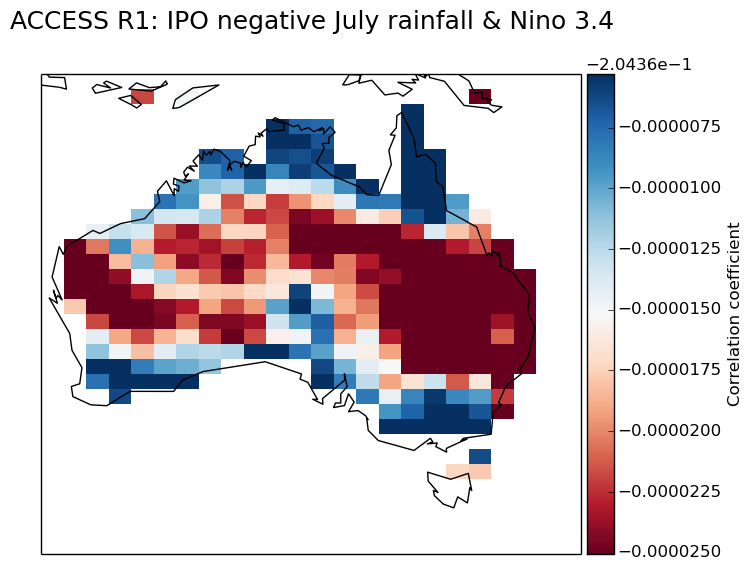 ACCESS R1: IPO negative July rainfall & Nino 3.4
−2.0436e−1
−0.0000075
−0.0000100
−0.0000125
−0.0000150
−0.0000175
−0.0000200
−0.0000225
−0.0000250
Correlation coefficient